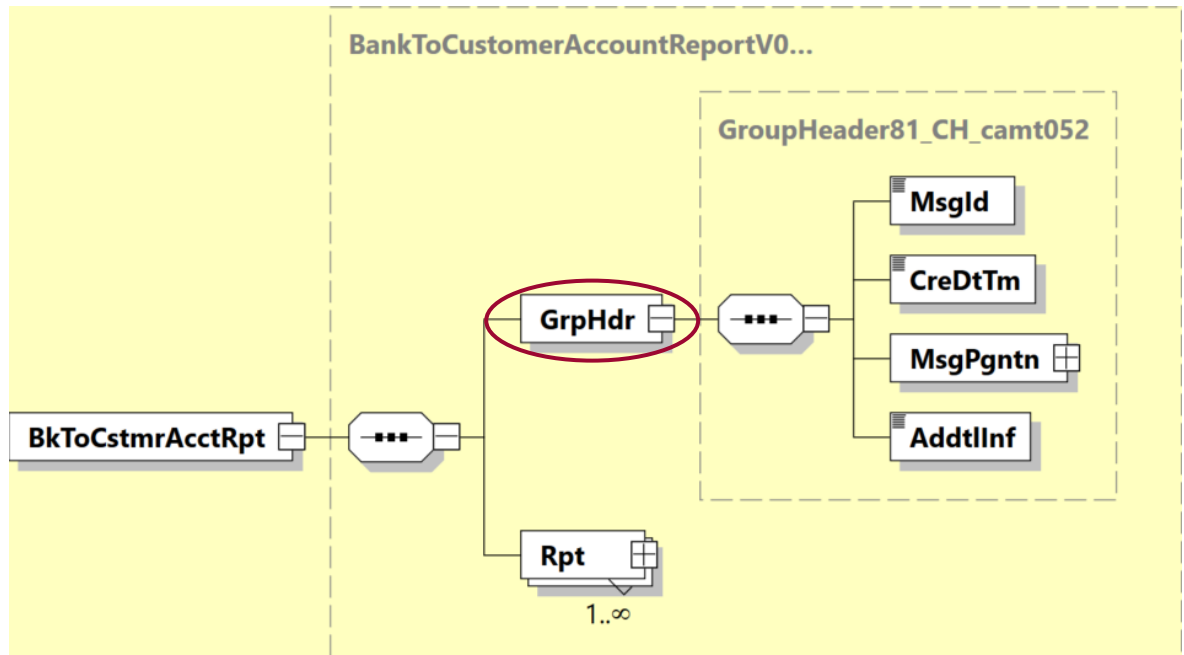 BankToCustomerAccountReportV0...
GroupHeader81_CH_camt052
MsgId
CreDtTm
GrpHdr
MsgPgntn
BkToCstmrAcctRpt
AddtlInf
Rpt
1..∞